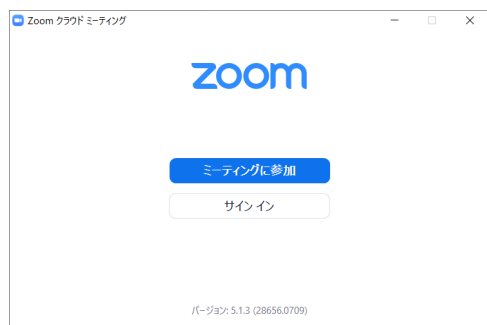 Zoom クラウド ミーティング
zoom
ミーティングに参加
サイン イン
バージョン: 5.1.3 (28656.0709)